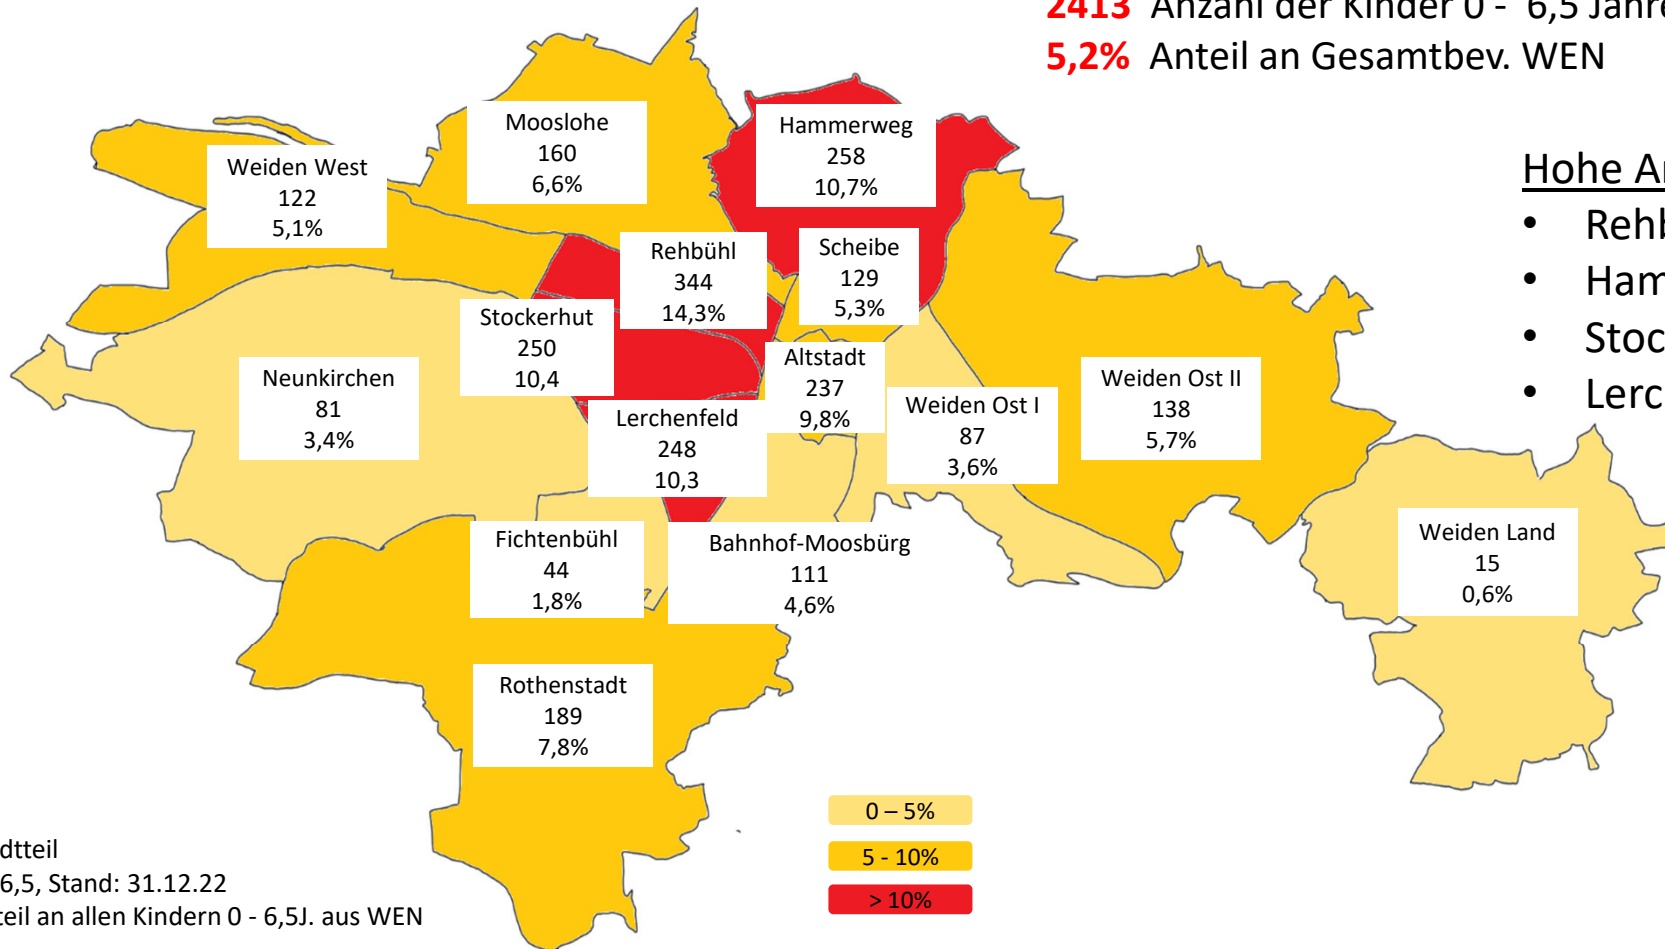 2413 Anzahl der Kinder 0 - 6,5 Jahre
5,2% Anteil an Gesamtbev. WEN
Mooslohe
160
6,6%
Hammerweg
258
10,7%
Weiden West
122
5,1%
Hohe
• 
• 
• 
• 
Rehbühl
344
14,3%
Scheibe
129
5,3%
Stockerhut
250
10,4
Altstadt
237
9,8%
Neunkirchen
81
3,4%
Weiden Ost II
138
5,7%
Weiden Ost I
87
3,6%
Lerchenfeld
248
10,3
Fichtenbühl
44
1,8%
Bahnhof-Moosbürg
111
4,6%
Weiden Land
15
0,6%
Rothenstadt
189
7,8%
0 – 5%
5 - 10%
> 10%
dtteil
6,5, Stand: 31.12.22
teil an allen Kindern 0 - 6,5J. aus WEN